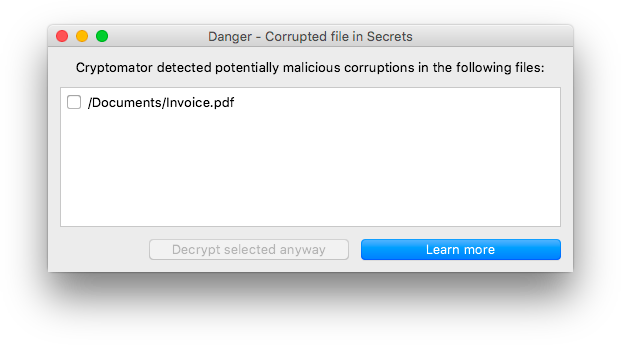 Danger - Corrupted file in Secrets
Cryptomator detected potentially malicious corruptions in the following files:
/Documents/Invoice.pdf
Decrypt selected anyway
Learn more